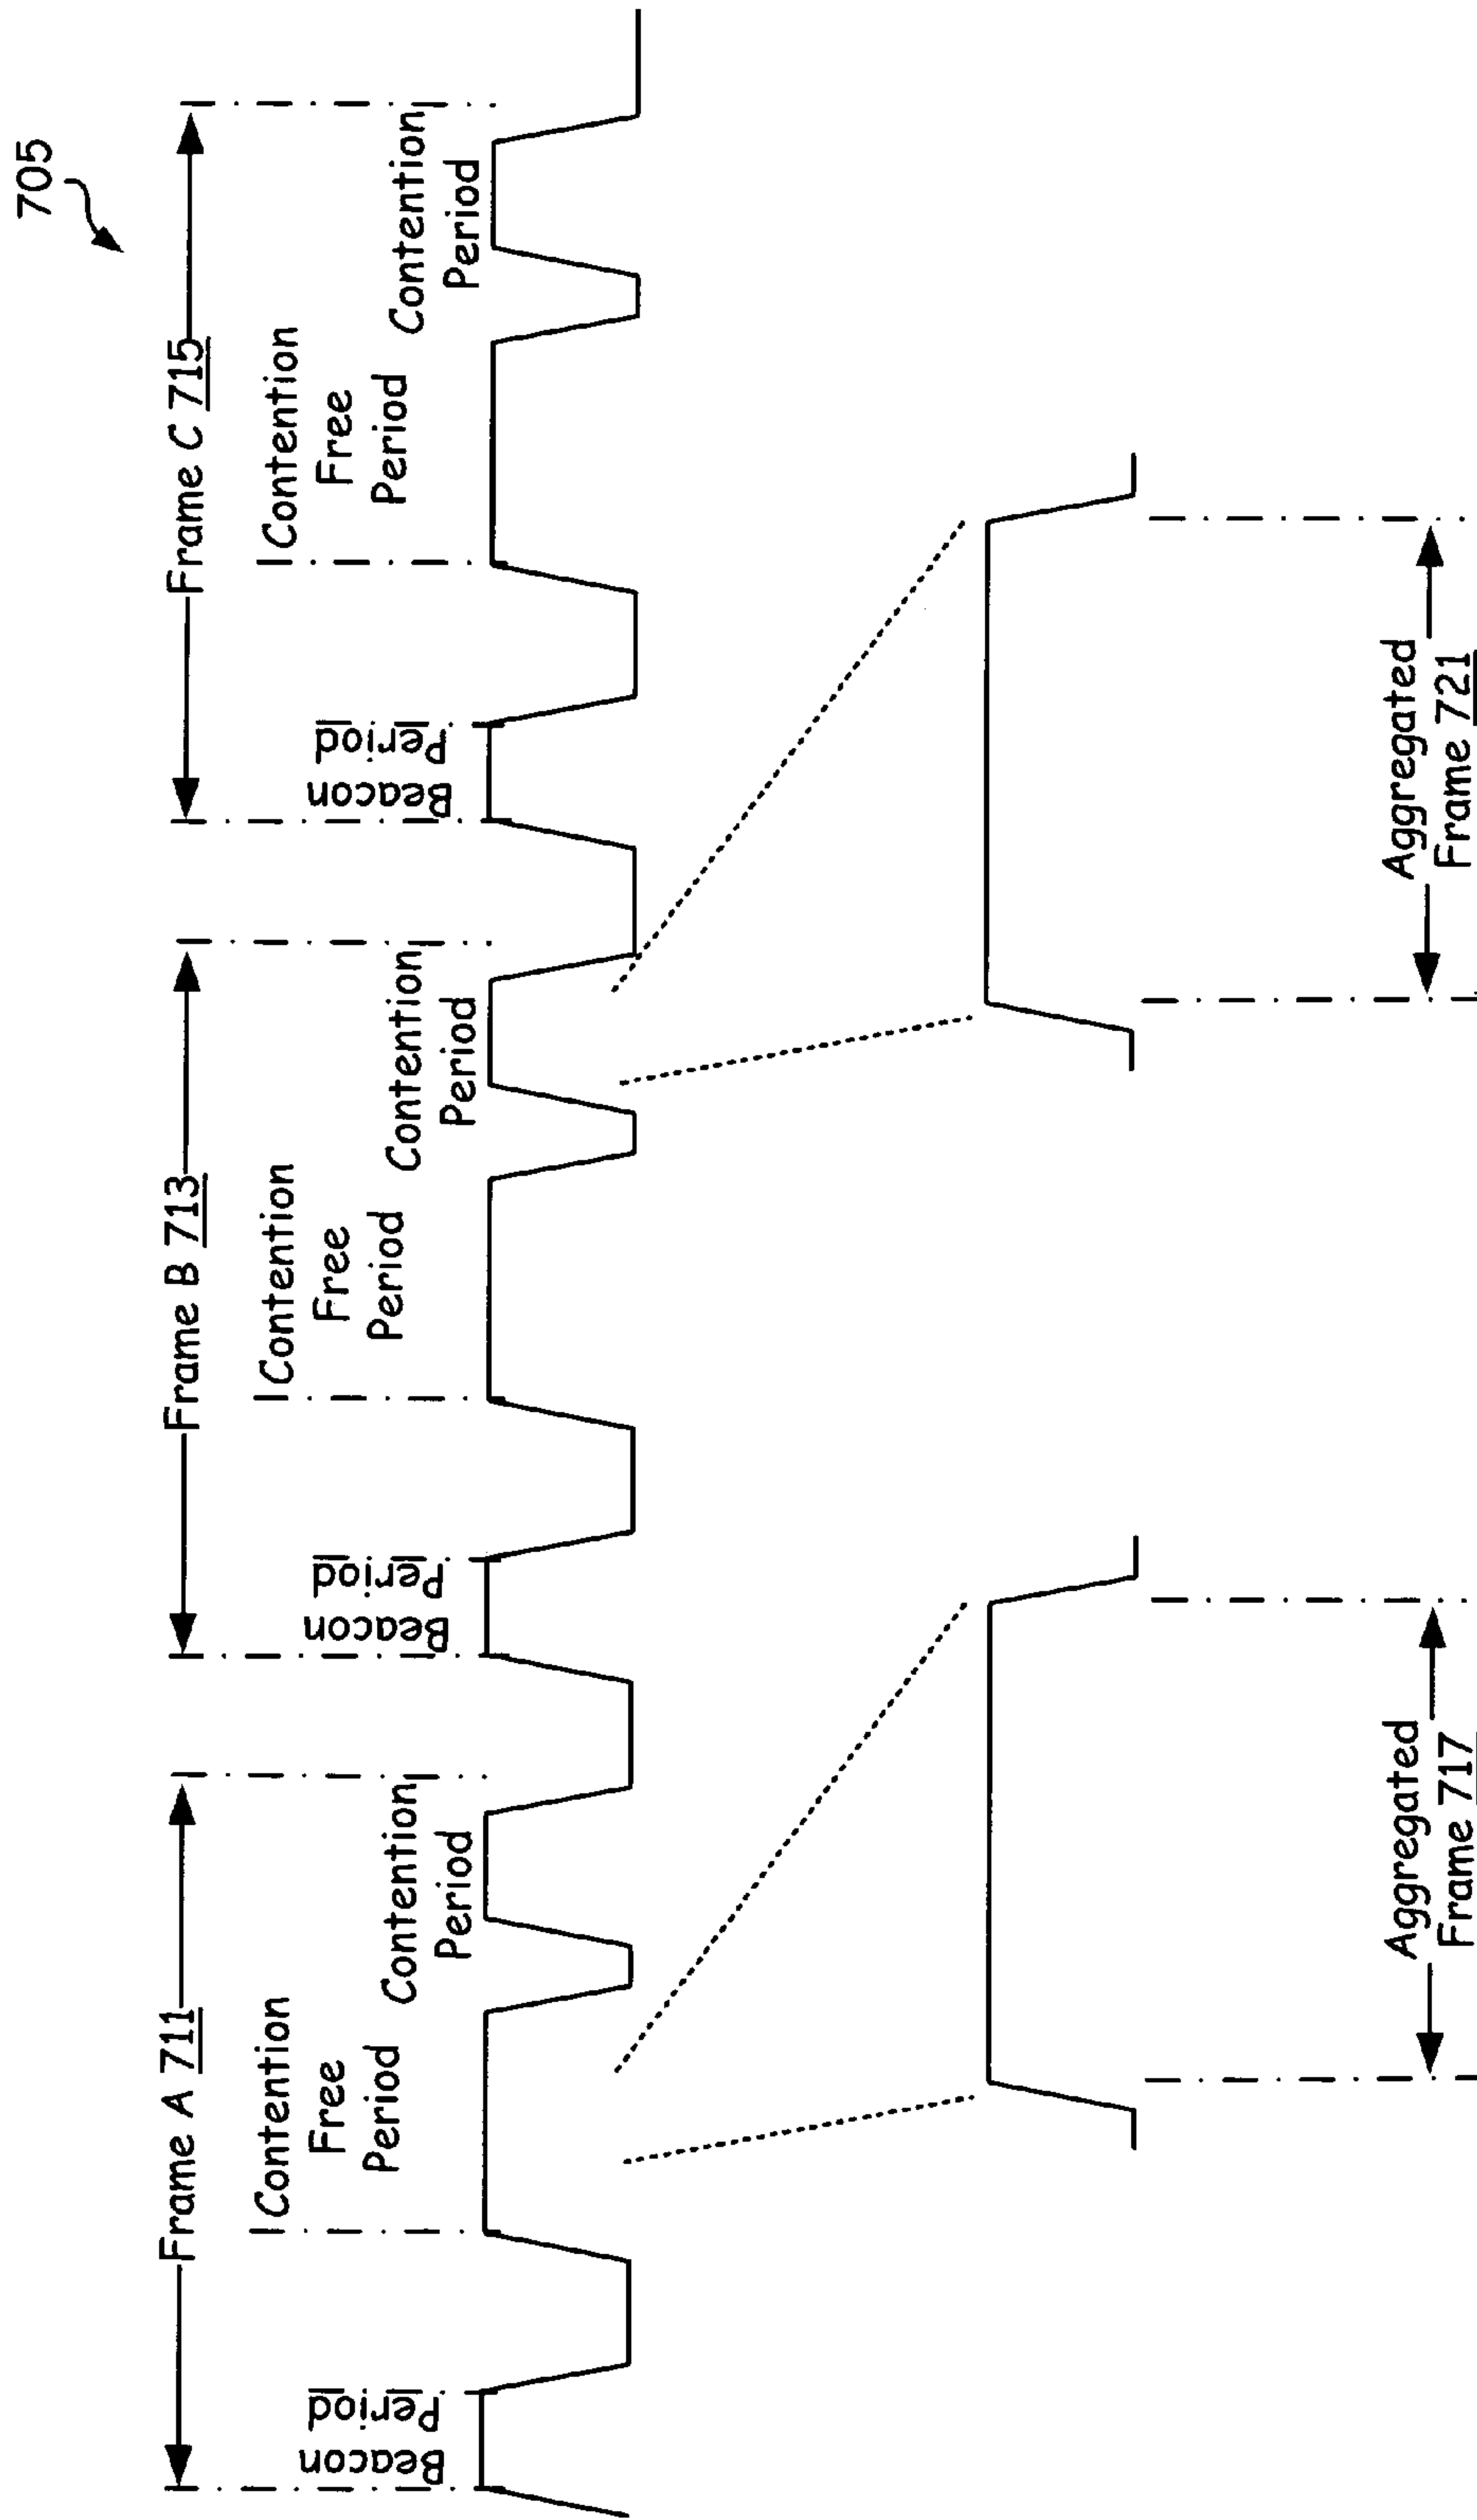 705
Frame A 711
Frame B 713
Frame C 715
Beacon
Period
Contention
Free
Period
Contention
Period
Beacon
Period
Contention
Free
Period
Contention
Period
Beacon
Period
Contention
Free
Period
Contention
Period
Aggregated
Frame 717
Aggregated
Frame 721